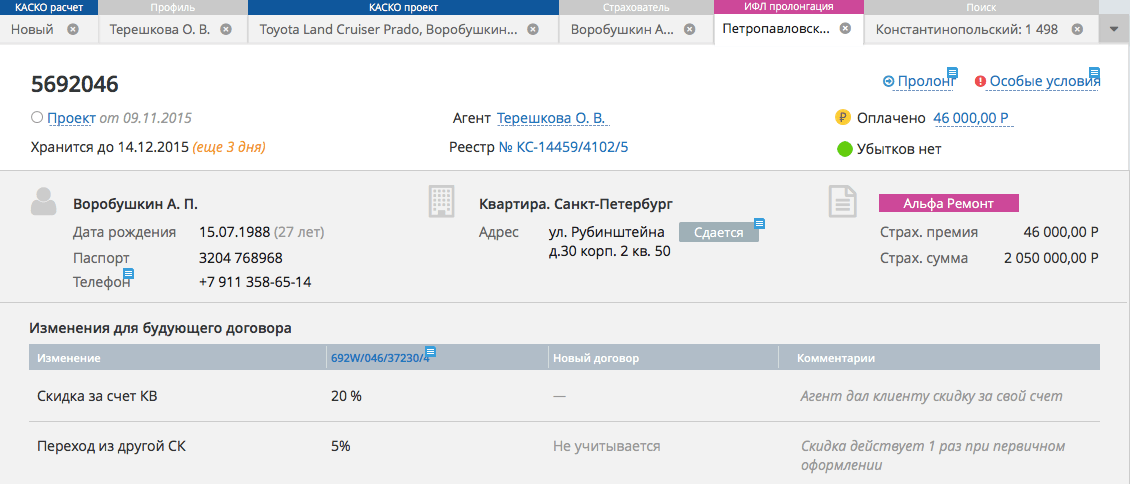 КАСКО расчет Профиль КАСКО проект Страхователь ИФЛ пролонгация Поиск
Новый Терешкова О. В. Toyota Land Cruiser Prado, Воробушкин... Воробушкин А... Петропавловск... Константинопольский: 1 498
5692046 Пролонг Особые условия
Проект от 09.11.2015 Агент Терешкова О. В. Оплачено 46 000,00 Р
Хранится до 14.12.2015 (еще 3 дня) Реестр № КС-14459/4102/5 Убытков нет
Воробушкин А. П. Квартира. Санкт-Петербург Альфа Ремонт
Дата рождения 15.07.1988 (27 лет) Адрес ул. Рубинштейна Сдается Страх. премия 46 000,00 Р
д.30 корп. 2 кв. 50
Паспорт 3204 768968 Страх. сумма 2 050 000,00 Р
Телефон +7 911 358-65-14
Изменения для будующего договора
Изменение 692W/046/37230/4 Новый договор Комментарии
Скидка за счет КВ 20 % — Агент дал клиенту скидку за свой счет
Переход из другой СК 5% Не учитывается Скидка действует 1 раз при первичном
оформлении